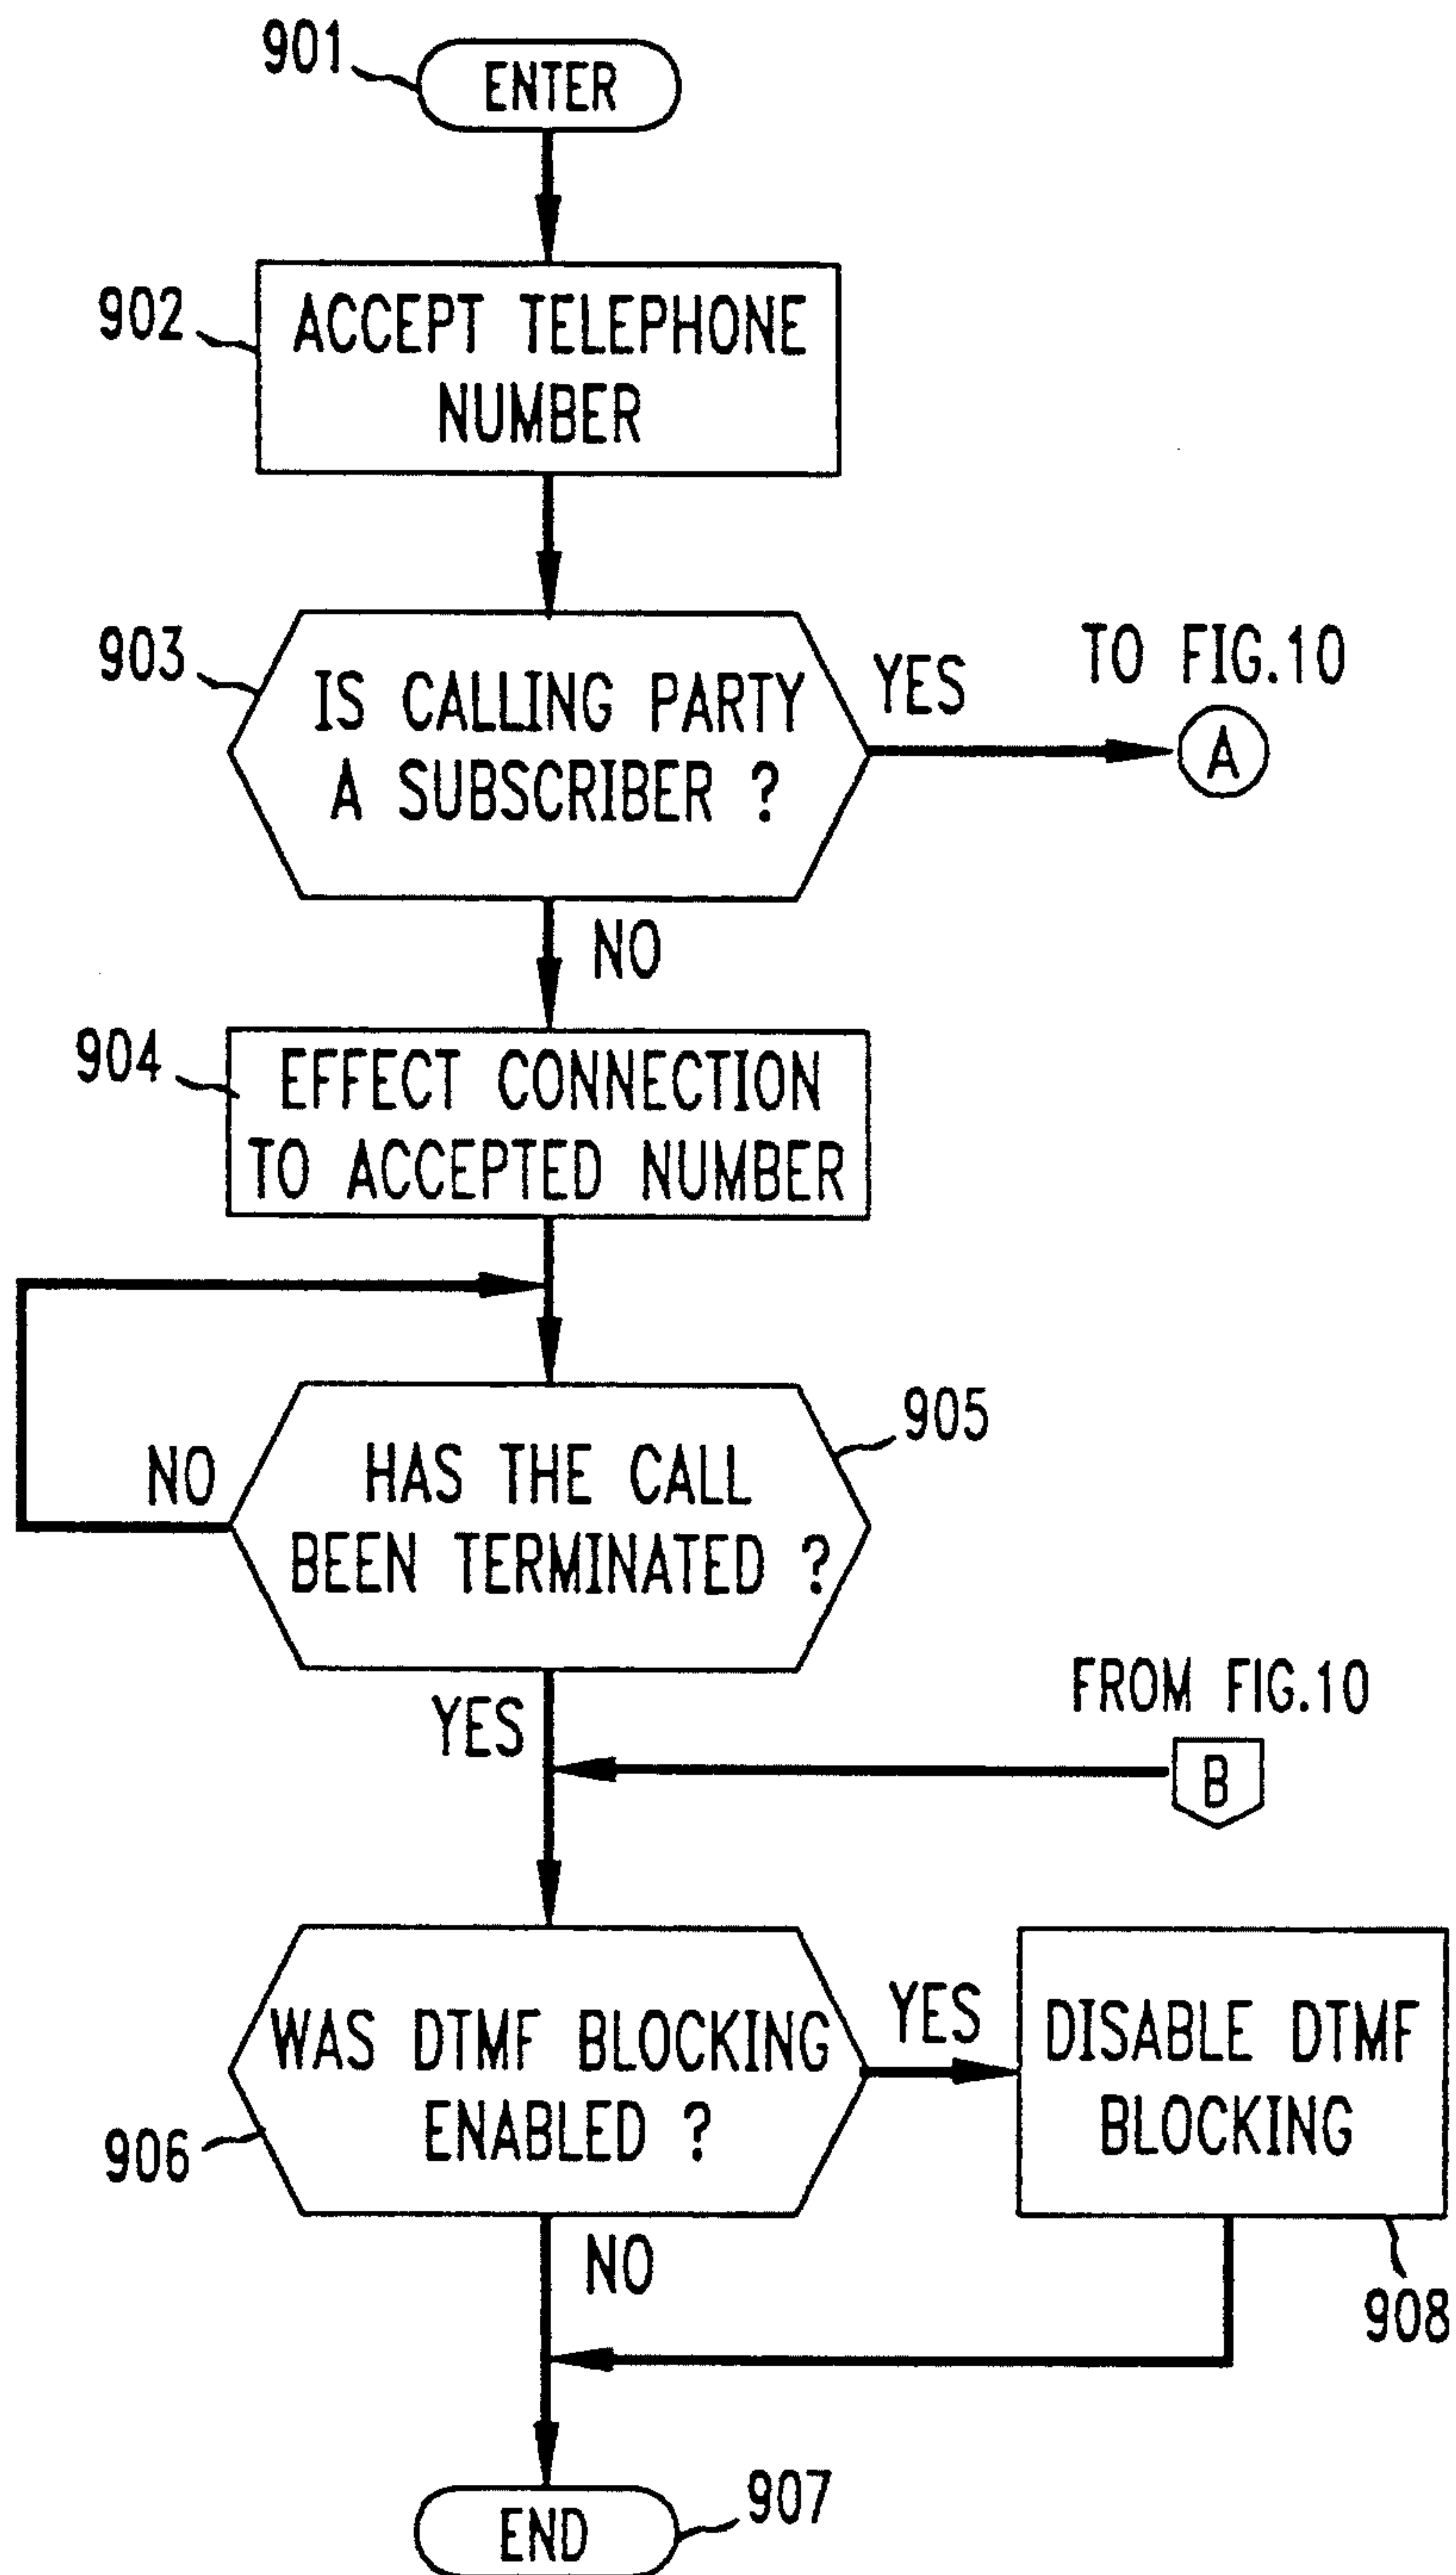 901
ENTER
902
ACCEPT TELEPHONE
NUMBER
903
IS CALLING PARTY
A SUBSCRIBER ?
YES
TO FIG.10
A
NO
904
EFFECT CONNECTION
TO ACCEPTED NUMBER
905
NO
HAS THE CALL
BEEN TERMINATED ?
YES
FROM FIG.10
B
WAS DTMF BLOCKING
ENABLED ?
906
YES
DISABLE DTMF
BLOCKING
908
NO
END
907